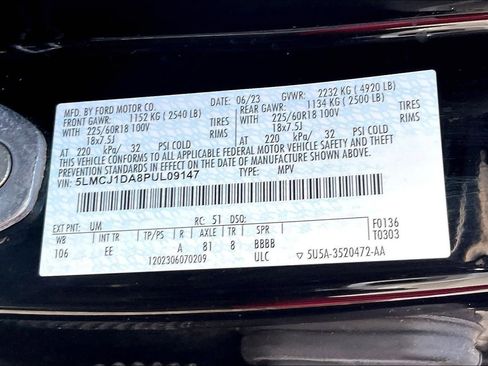 MFD. BY FORD MOTOR CO. 06/23 GVWR: 2232 KG ( 4920 LB)
FRONT GAWR: 1152 KG ( 2540 LB) REAR GAWR: 1134 KG ( 2500 LB)
WITH 225/60R18 100V TIRES WITH 225/60R18 100V TIRES
18x7.5J RIMS 18x7.5J RIMS
AT 220 kPa/ 32 PSI COLD AT 220 kPa/ 32 PSI COLD
THIS VEHICLE CONFORMS TO ALL APPLICABLE FEDERAL MOTOR VEHICLE SAFETY AND THEFT
PREVENTION STANDARDS IN EFFECT ON THE DATE OF MANUFACTURE SHOWN ABOVE.
VIN: 5LMCJ1DA8PUL09147 TYPE: MPV
EXT PNT: UM RC: 51 DSO: F0136
WB INT TR TP/PS R AXLE TR SPR T0303
106 EE A 81 8 BBBB
1202306070209 ULC ▽ 5U5A-3520472-AA